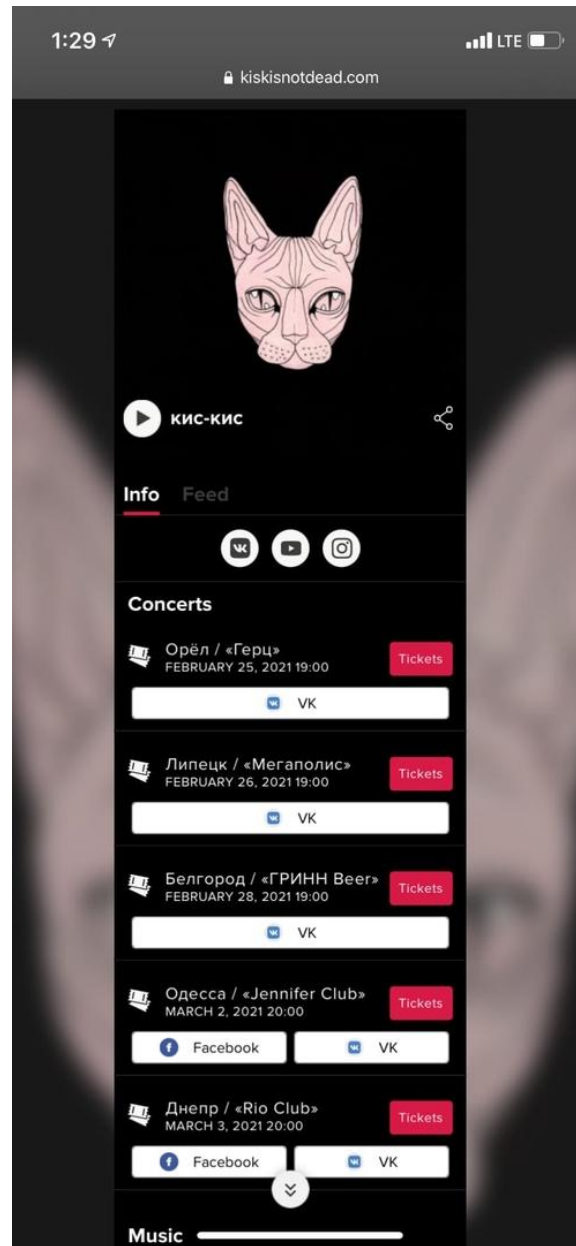 1:29
LTE
kiskisnotdead.com
кис-кис
Info Feed
Concerts
Орёл / «Герц»
FEBRUARY 25, 2021 19:00
Tickets
VK
Липецк / «Мегаполис»
FEBRUARY 26, 2021 19:00
Tickets
VK
Белгород / «ГРИНН Beer»
FEBRUARY 28, 2021 19:00
Tickets
VK
Одесса / «Jennifer Club»
MARCH 2, 2021 20:00
Tickets
Facebook VK
Днепр / «Rio Club»
MARCH 3, 2021 20:00
Tickets
Facebook VK
Music